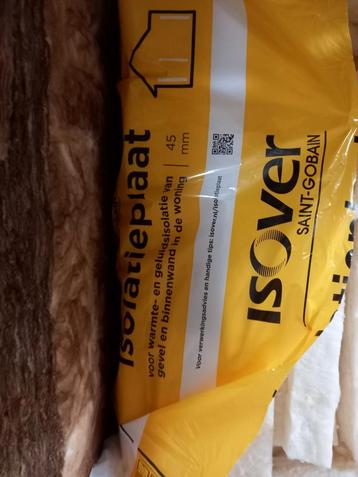 Isolatieplaat
voor warmte- en geluidsisolatie van
gevel en binnenwand in de woning
45
mm
Voor verwerkingsadvies en handige tips: isover.nl/isolatieplaat
isover
SAINT-GOBAIN